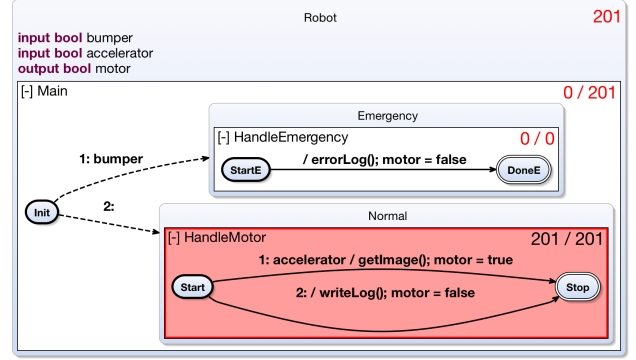 Robot 201
input bool bumper
input bool accelerator
output bool motor
[-] Main 0 / 201
Emergency
[-] HandleEmergency 0 / 0
1: bumper
/ errorLog(); motor = false
StartE
DoneE
Init
2:
Normal
[-] HandleMotor 201 / 201
1: accelerator / getImage(); motor = true
Start
2: / writeLog(); motor = false
Stop